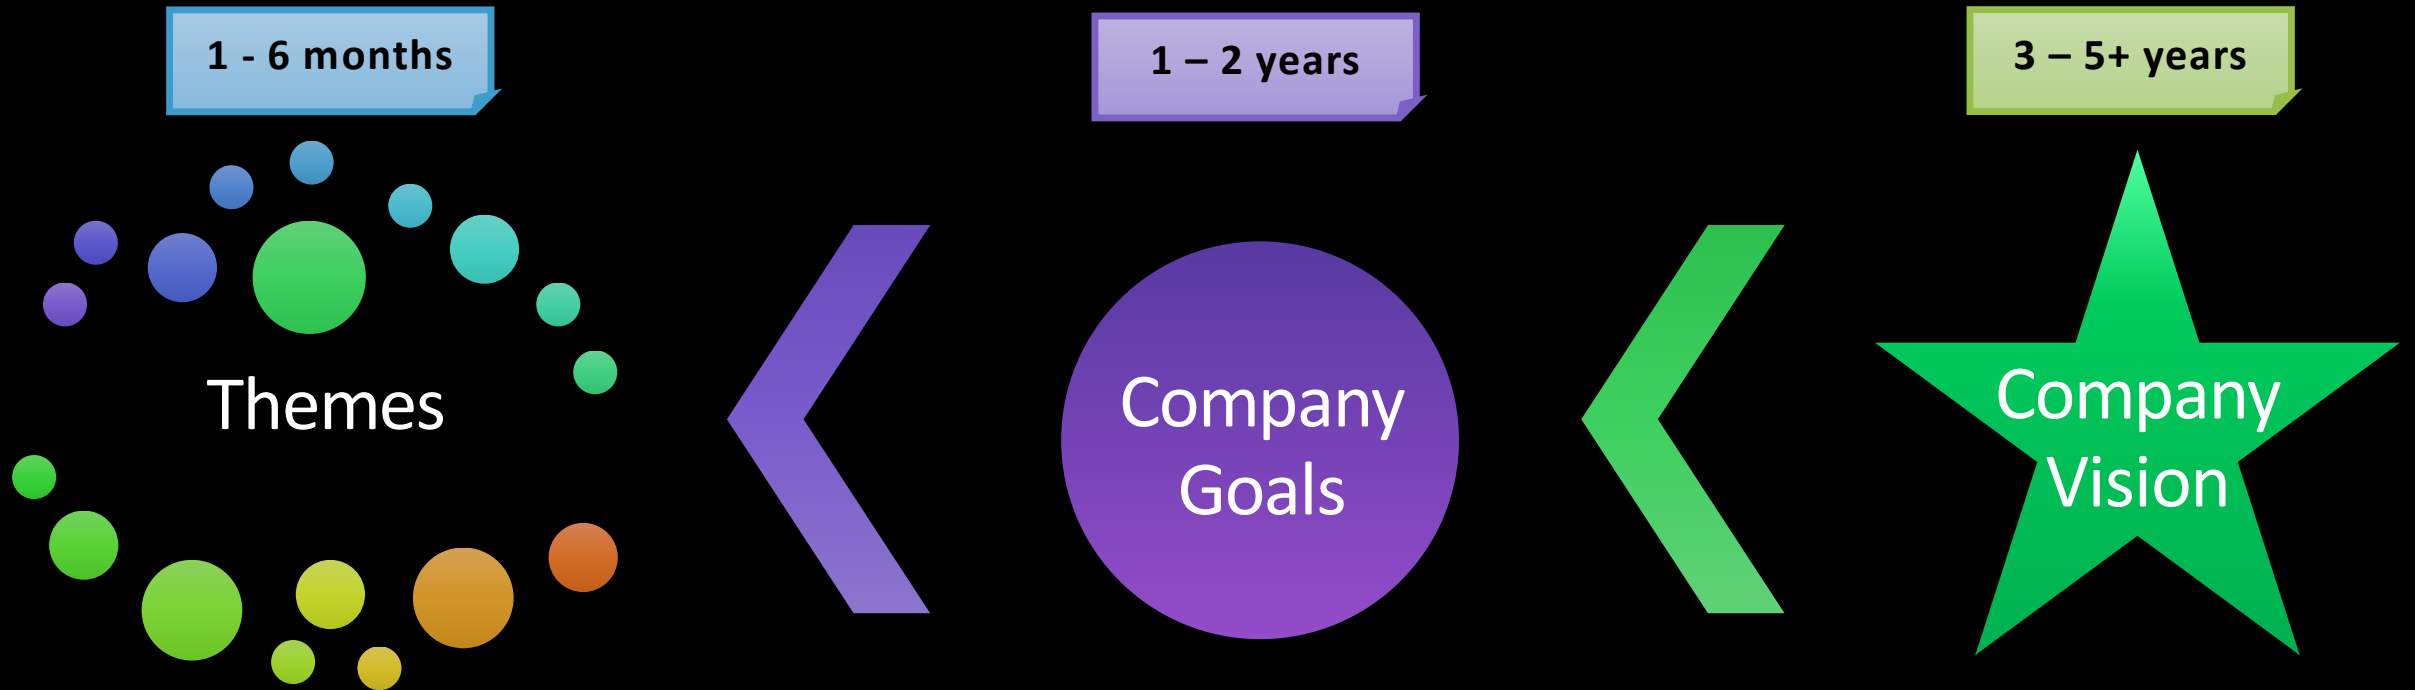 1 - 6 months
1 – 2 years
3 – 5+ years
Themes
Company
Goals
Company
Vision